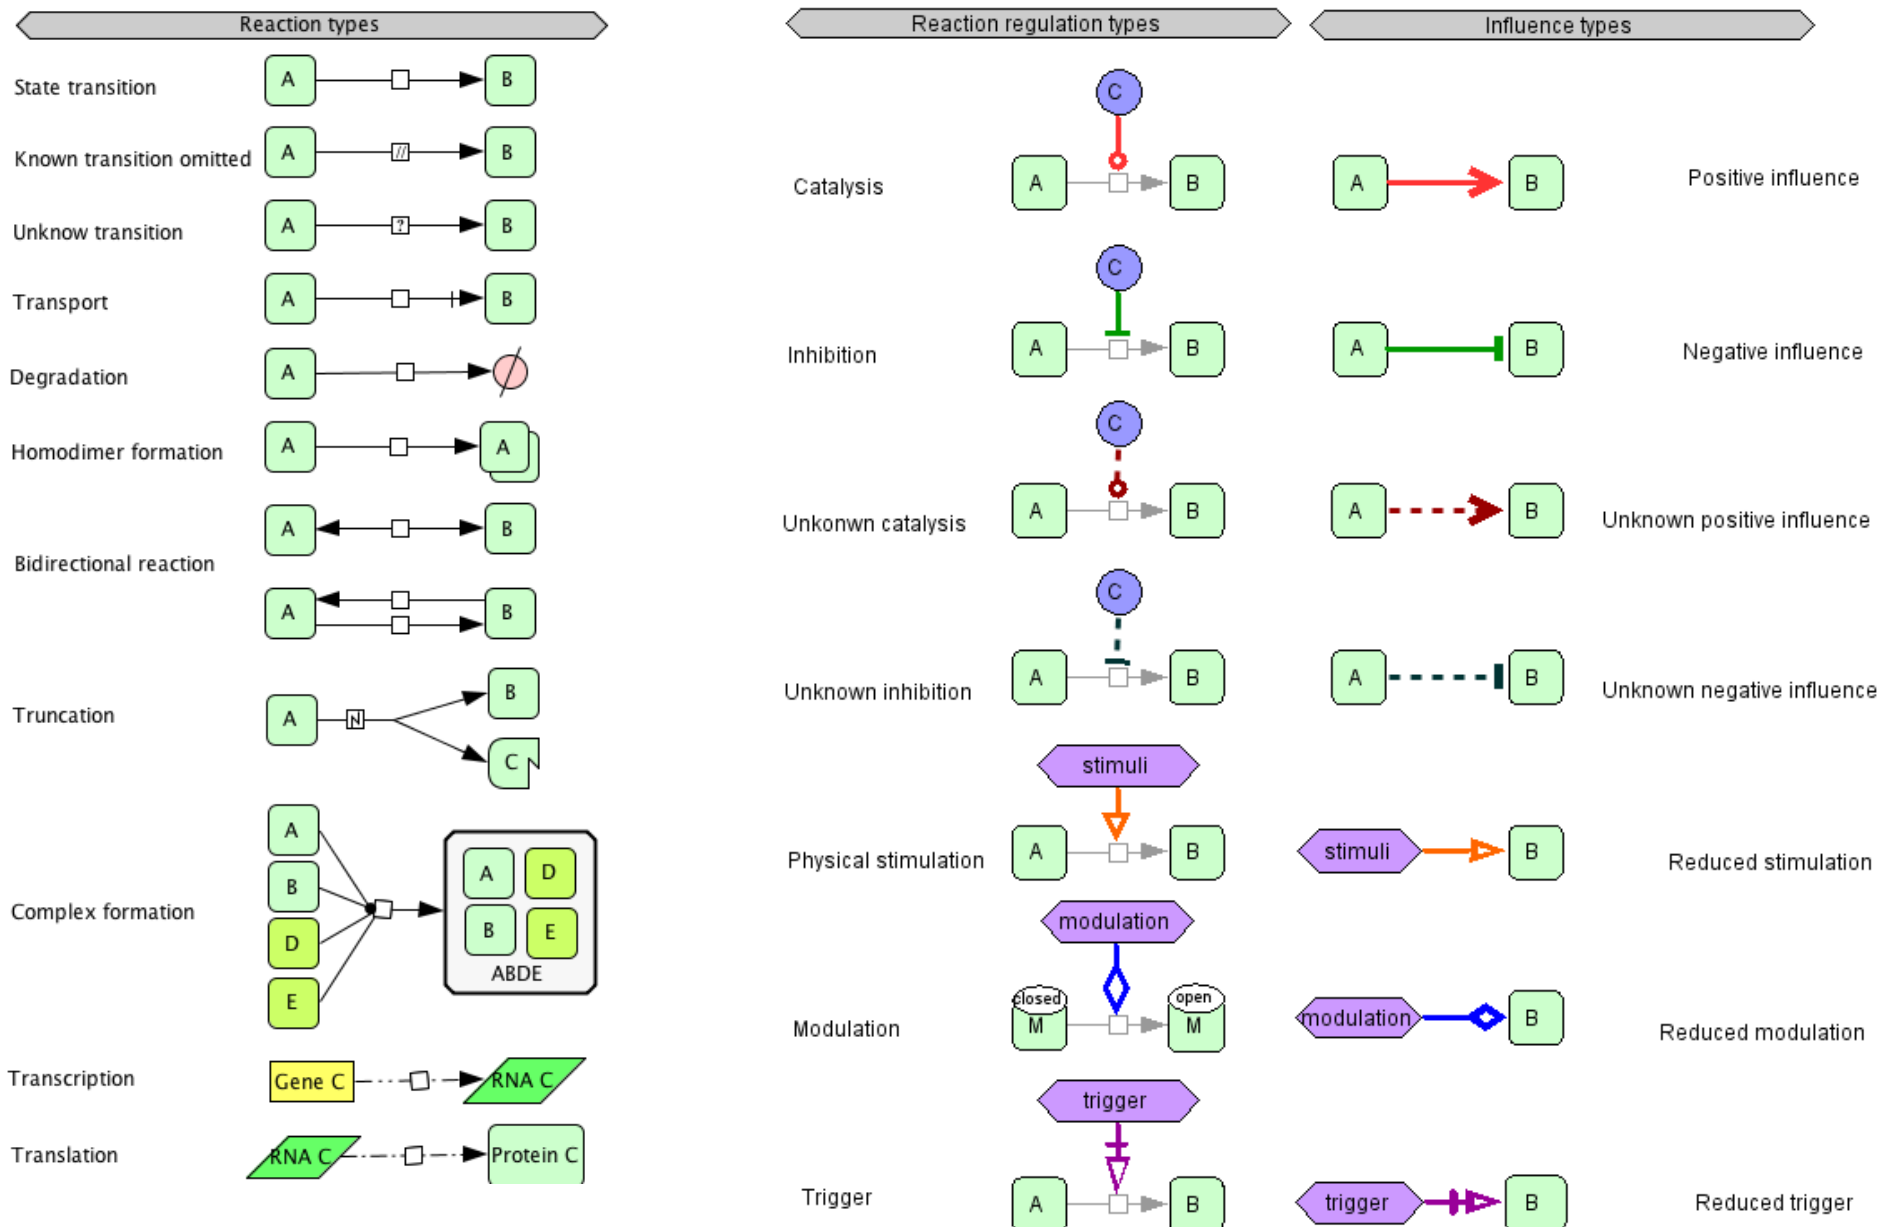 Reaction types
State transition
A B
Known transition omitted
A // B
Unknow transition
A ? B
Transport
A B
Degradation
A
Homodimer formation
A A
Bidirectional reaction
A B
A B
Truncation
A N B
C
Complex formation
A
B
D
E
A D
B E
ABDE
Transcription
Gene C RNA C
Translation
RNA C Protein C
Reaction regulation types
Catalysis
C
A B
Inhibition
C
A B
Unkonwn catalysis
C
A B
Unknown inhibition
C
A B
Physical stimulation
stimuli
A B
Modulation
modulation
closed open
M M
Trigger
trigger
A B
Influence types
A B Positive influence
A B Negative influence
A B Unknown positive influence
A B Unknown negative influence
stimuli B Reduced stimulation
modulation B Reduced modulation
trigger B Reduced trigger